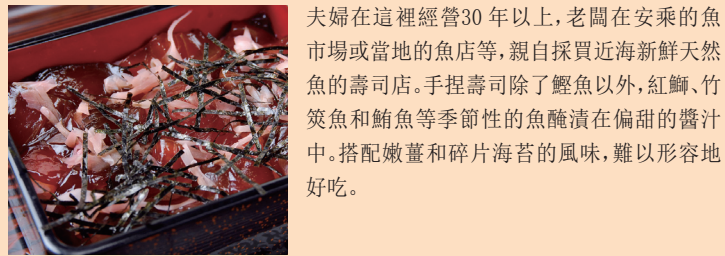 夫婦在這裡經營30 年以上，老闆在安乘的魚
市場或當地的魚店等，親自採買近海新鮮天然
魚的壽司店。手捏壽司除了鰹魚以外，紅鰤、竹
筴魚和鮪魚等季節性的魚醃漬在偏甜的醬汁
中。搭配嫩薑和碎片海苔的風味，難以形容地
好吃。